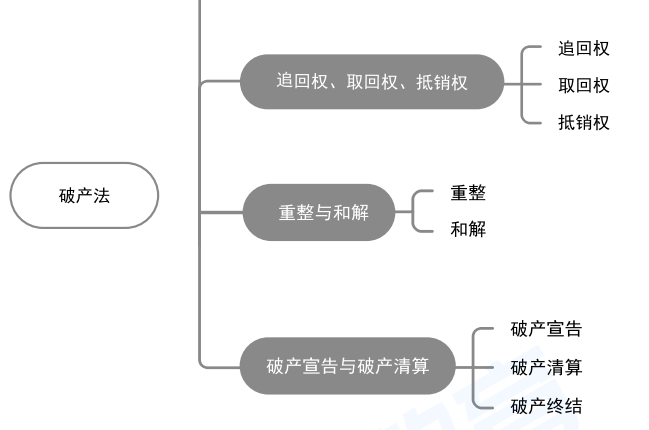 追回权、取回权、抵销权
追回权
取回权
抵销权
破产法
重整与和解
重整
和解
破产宣告与破产清算
破产宣告
破产清算
破产终结